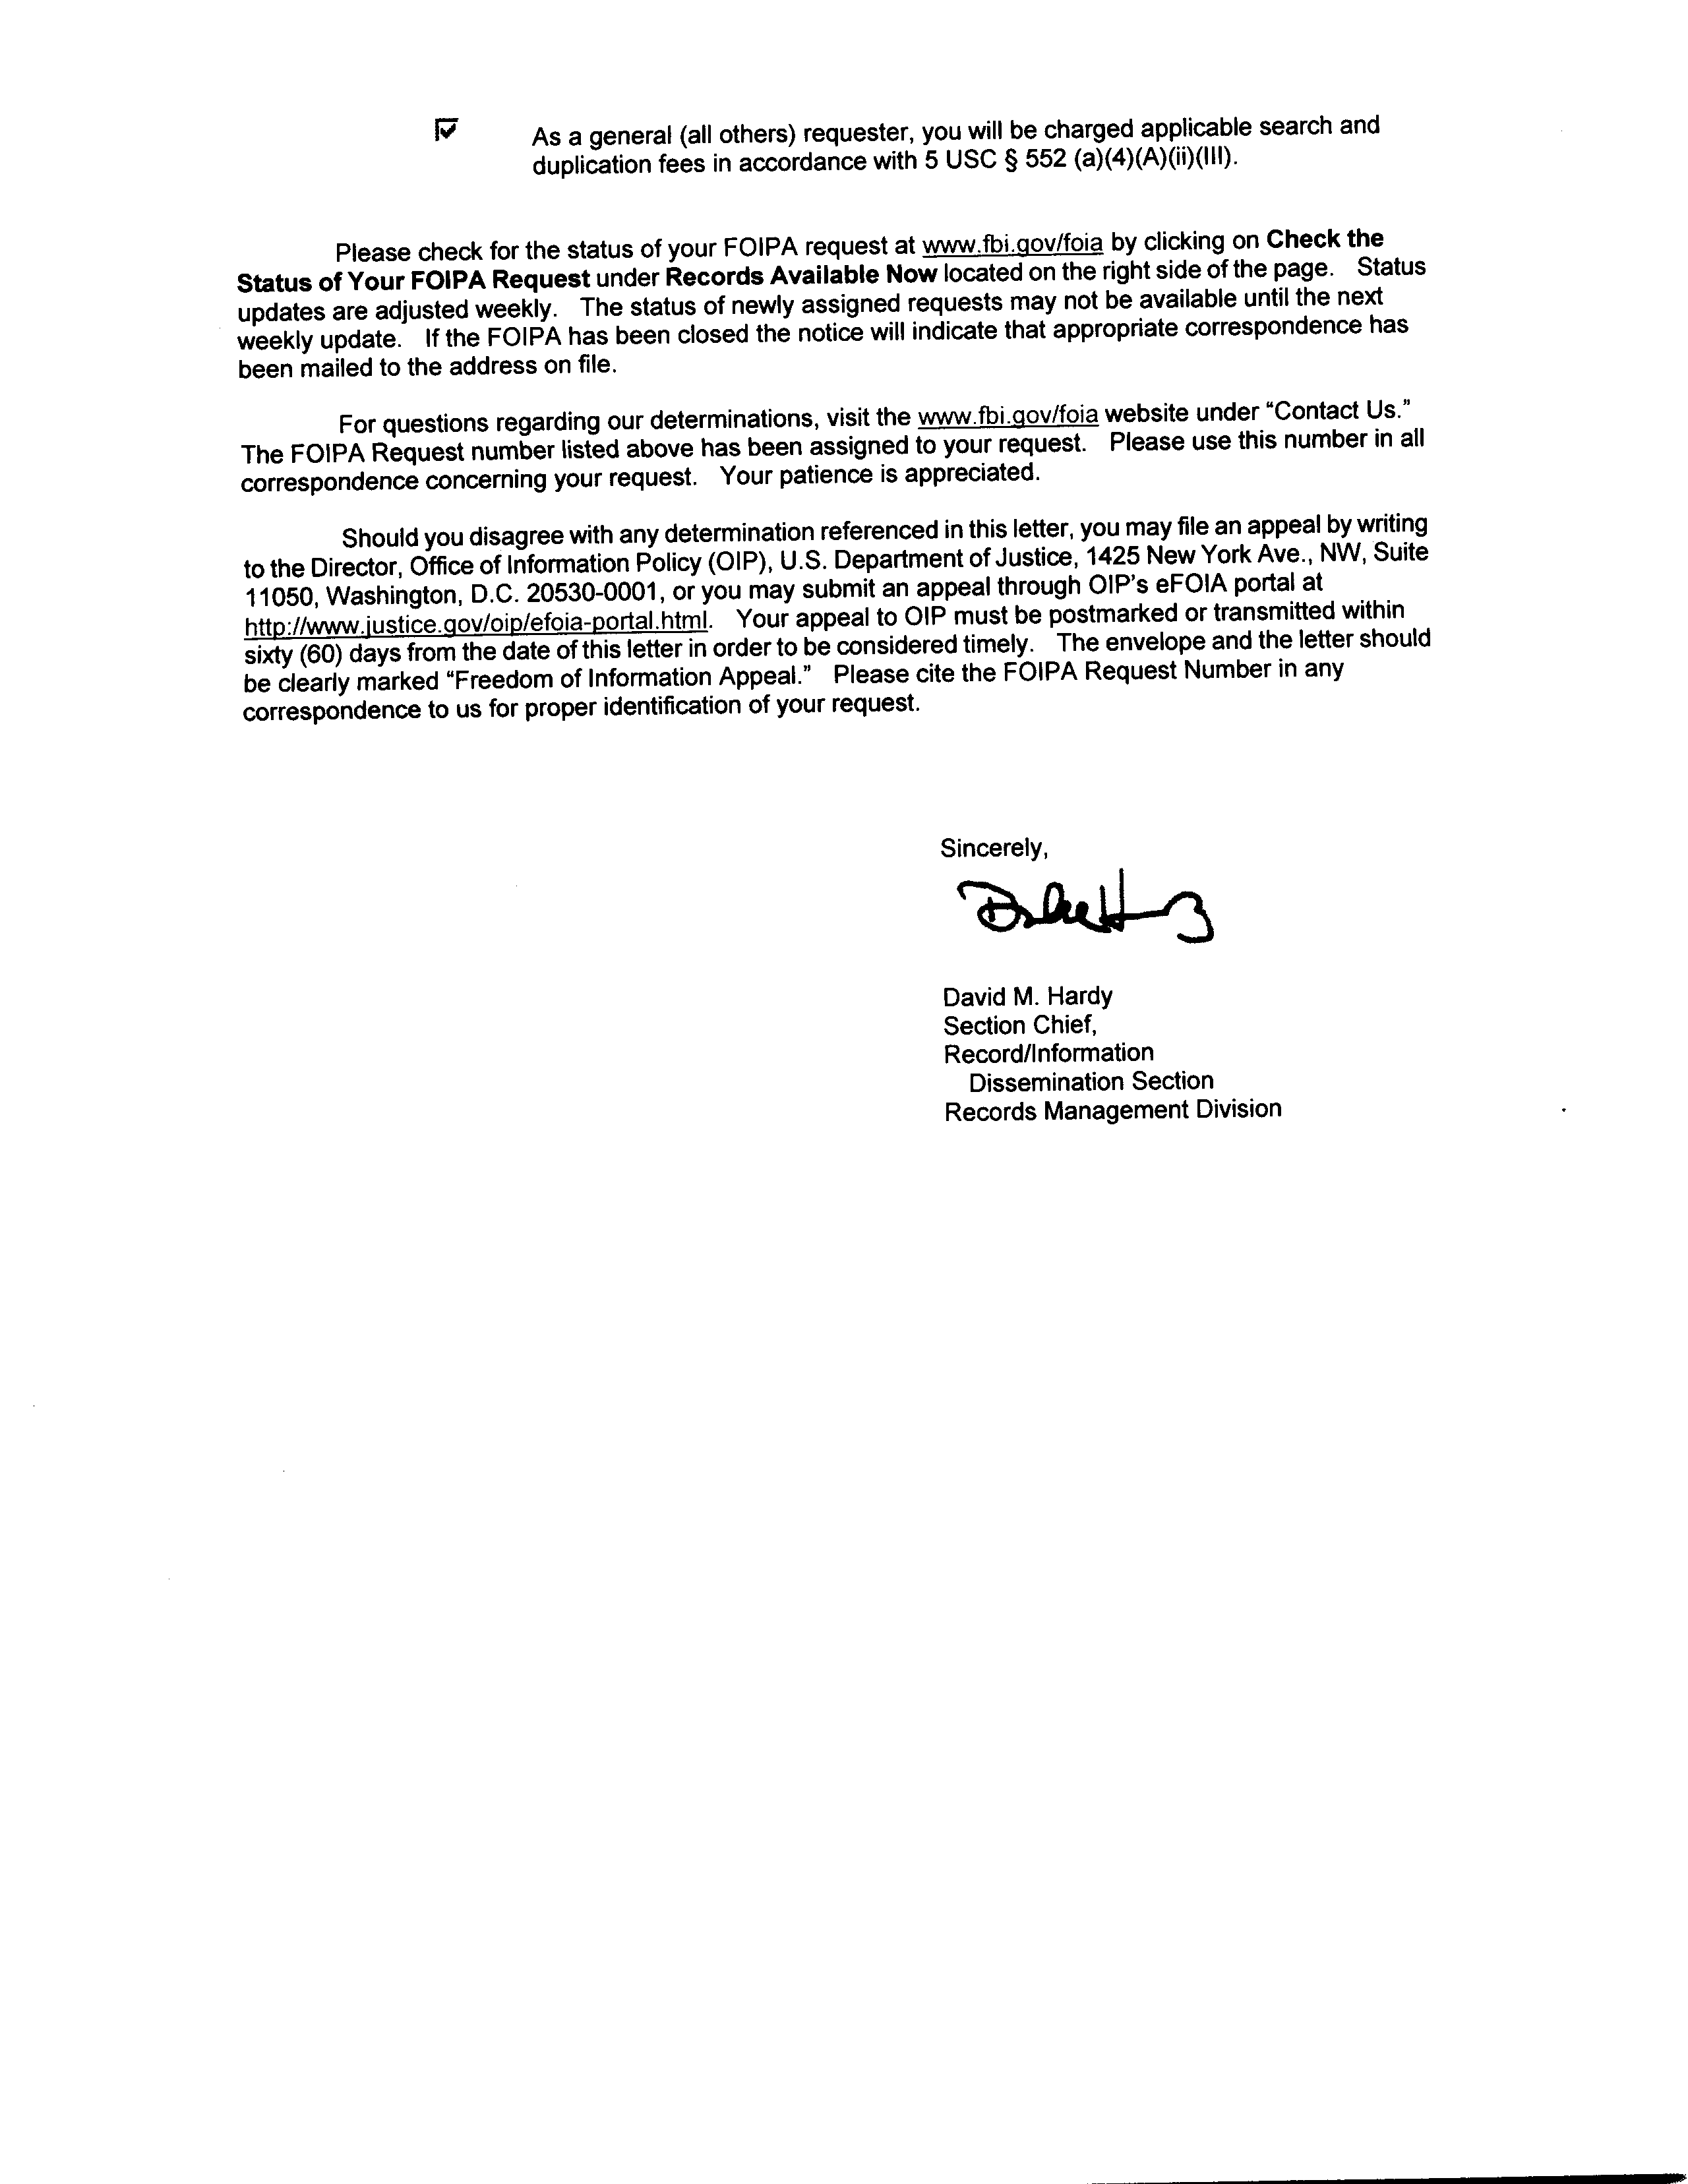 As a general (all others) requester, you will be charged applicable search and
duplication fees in accordance with 5 USC § 552 (a)(4)(A)(ii)(III).
Please check for the status of your FOIPA request at www.fbi.gov/foia by clicking on Check the
Status of Your FOIPA Request under Records Available Now located on the right side of the page. Status
updates are adjusted weekly. The status of newly assigned requests may not be available until the next
weekly update. If the FOIPA has been closed the notice will indicate that appropriate correspondence has
been mailed to the address on file.
For questions regarding our determinations, visit the www.fbi.gov/foia website under “Contact Us.”
The FOIPA Request number listed above has been assigned to your request. Please use this number in all
correspondence concerning your request. Your patience is appreciated.
Should you disagree with any determination referenced in this letter, you may file an appeal by writing
to the Director, Office of Information Policy (OIP), U.S. Department of Justice, 1425 New York Ave., NW, Suite
11050, Washington, D.C. 20530-0001, or you may submit an appeal through OIP’s eFOIA portal at
http://www.justice.gov/oip/efoia-portal.html. Your appeal to OIP must be postmarked or transmitted within
sixty (60) days from the date of this letter in order to be considered timely. The envelope and the letter should
be clearly marked “Freedom of Information Appeal.” Please cite the FOIPA Request Number in any
correspondence to us for proper identification of your request.
Sincerely,
David M. Hardy
Section Chief,
Record/Information
Dissemination Section
Records Management Division